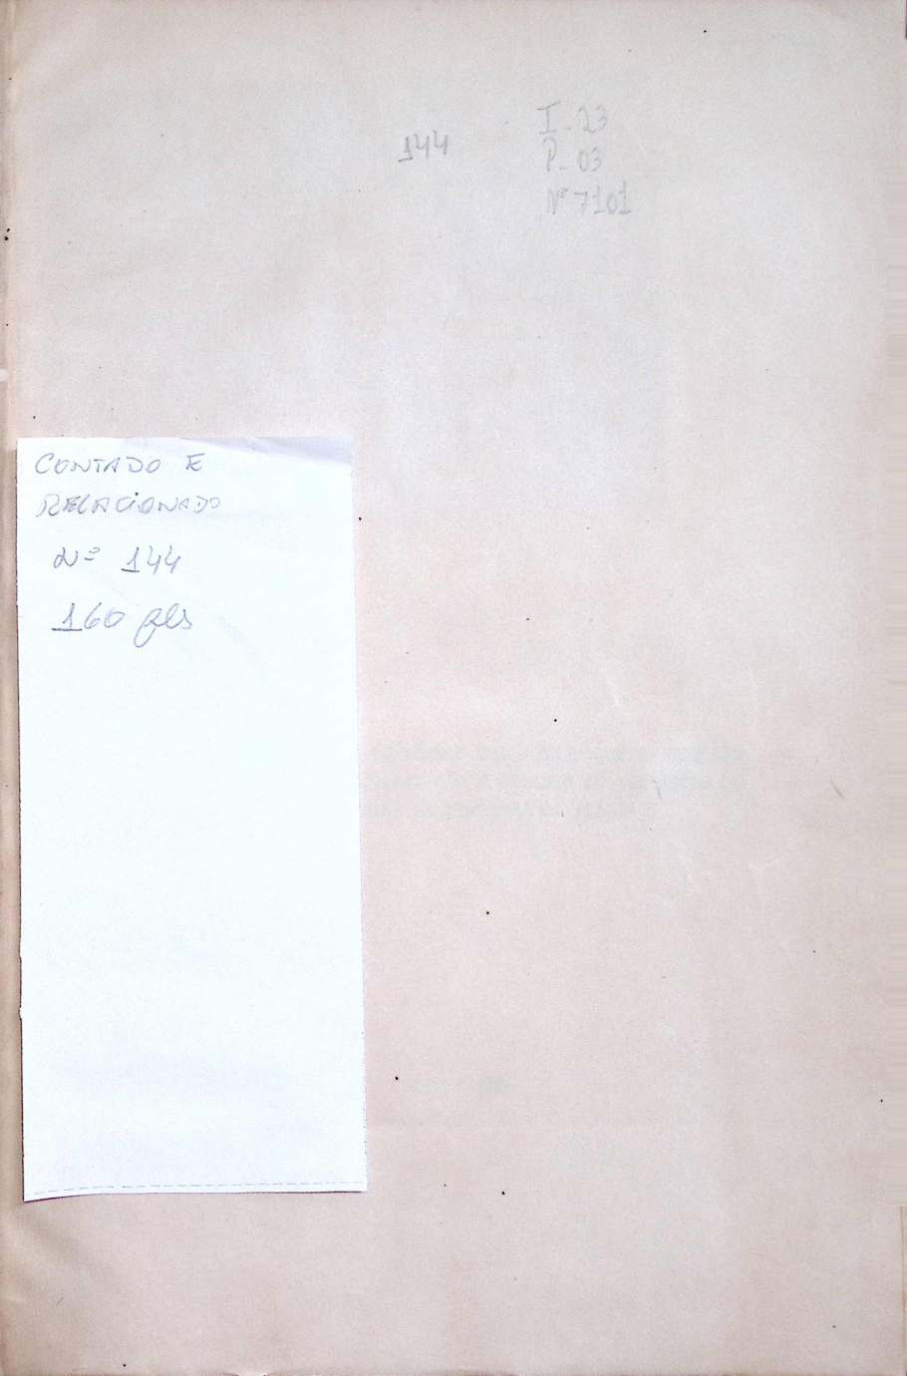 144
I-23
P-03
Nº 7101
CONTADO E
RELACIONADO
Nº 144
160 fls